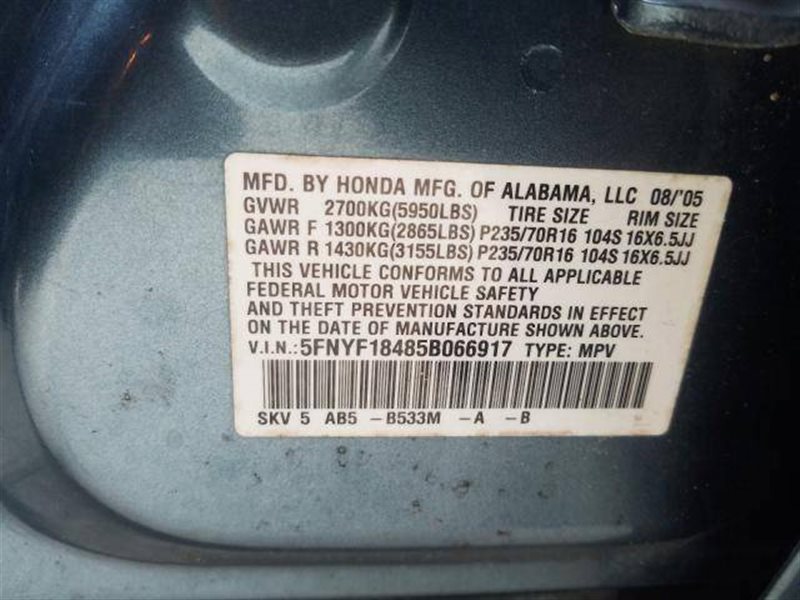 MFD. BY HONDA MFG. OF ALABAMA, LLC 08/'05
GVWR 2700KG(5950LBS) TIRE SIZE RIM SIZE
GAWR F 1300KG(2865LBS) P235/70R16 104S 16X6.5JJ
GAWR R 1430KG(3155LBS) P235/70R16 104S 16X6.5JJ
THIS VEHICLE CONFORMS TO ALL APPLICABLE
FEDERAL MOTOR VEHICLE SAFETY
AND THEFT PREVENTION STANDARDS IN EFFECT
ON THE DATE OF MANUFACTURE SHOWN ABOVE.
V.I.N.: 5FNYF18485B066917 TYPE: MPV
SKV 5 AB5 -B533M -A -B